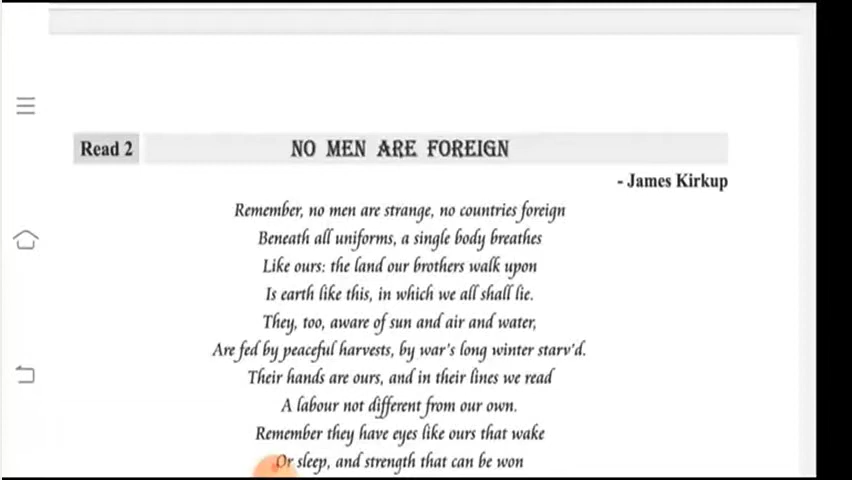 Read 2
NO MEN ARE FOREIGN
- James Kirkup
Remember, no men are strange, no countries foreign
Beneath all uniforms, a single body breathes
Like ours: the land our brothers walk upon
Is earth like this, in which we all shall lie.
They, too, aware of sun and air and water,
Are fed by peaceful harvests, by war's long winter starv'd.
Their hands are ours, and in their lines we read
A labour not different from our own.
Remember they have eyes like ours that wake
Or sleep, and strength that can be won